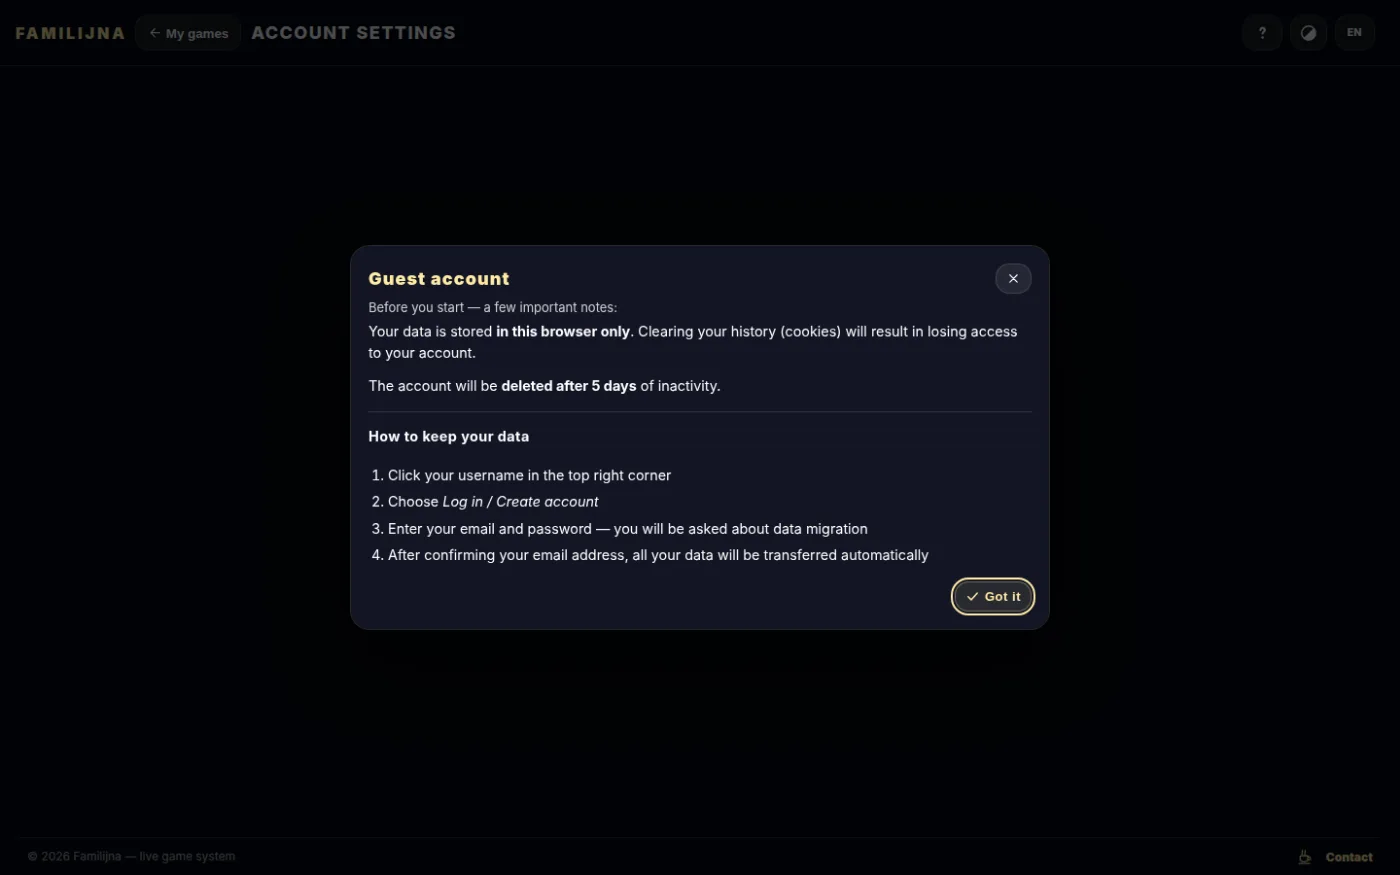 FAMILIJNA
← My games
ACCOUNT SETTINGS
?
EN
Guest account
Before you start — a few important notes:
Your data is stored in this browser only. Clearing your history (cookies) will result in losing access
to your account.
The account will be deleted after 5 days of inactivity.
How to keep your data
1. Click your username in the top right corner
2. Choose Log in / Create account
3. Enter your email and password — you will be asked about data migration
4. After confirming your email address, all your data will be transferred automatically
Got it
© 2026 Familijna — live game system
Contact